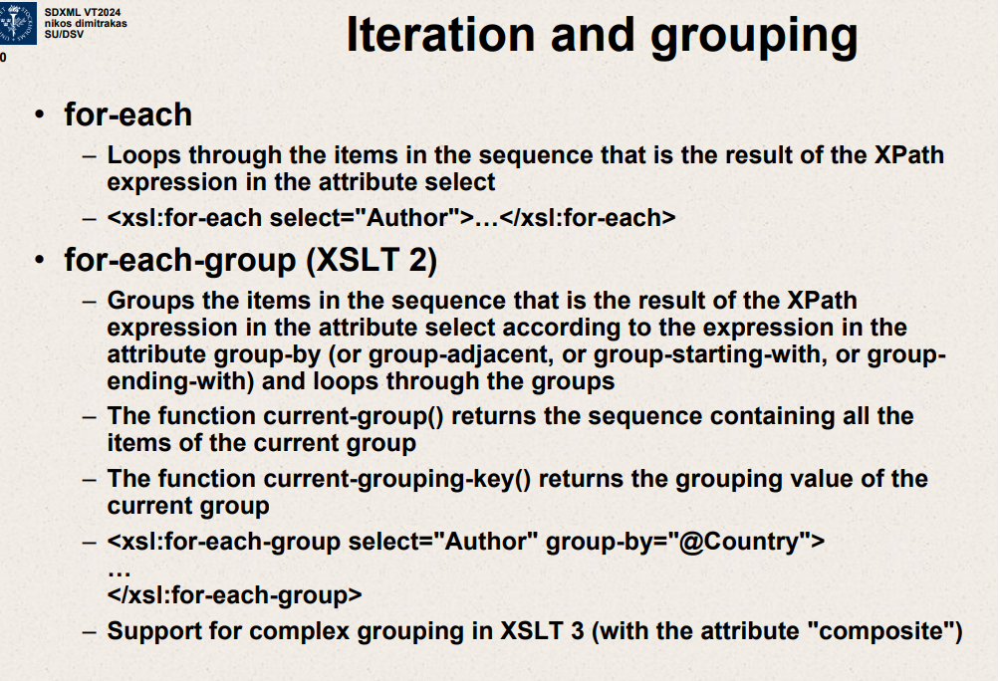 SDXML VT2024
nikos dimitrakas
SU/DSV
0
Iteration and grouping
• for-each
– Loops through the items in the sequence that is the result of the XPath
expression in the attribute select
– <xsl:for-each select="Author">…</xsl:for-each>
• for-each-group (XSLT 2)
– Groups the items in the sequence that is the result of the XPath
expression in the attribute select according to the expression in the
attribute group-by (or group-adjacent, or group-starting-with, or group-
ending-with) and loops through the groups
– The function current-group() returns the sequence containing all the
items of the current group
– The function current-grouping-key() returns the grouping value of the
current group
– <xsl:for-each-group select="Author" group-by="@Country">
…
</xsl:for-each-group>
– Support for complex grouping in XSLT 3 (with the attribute "composite")